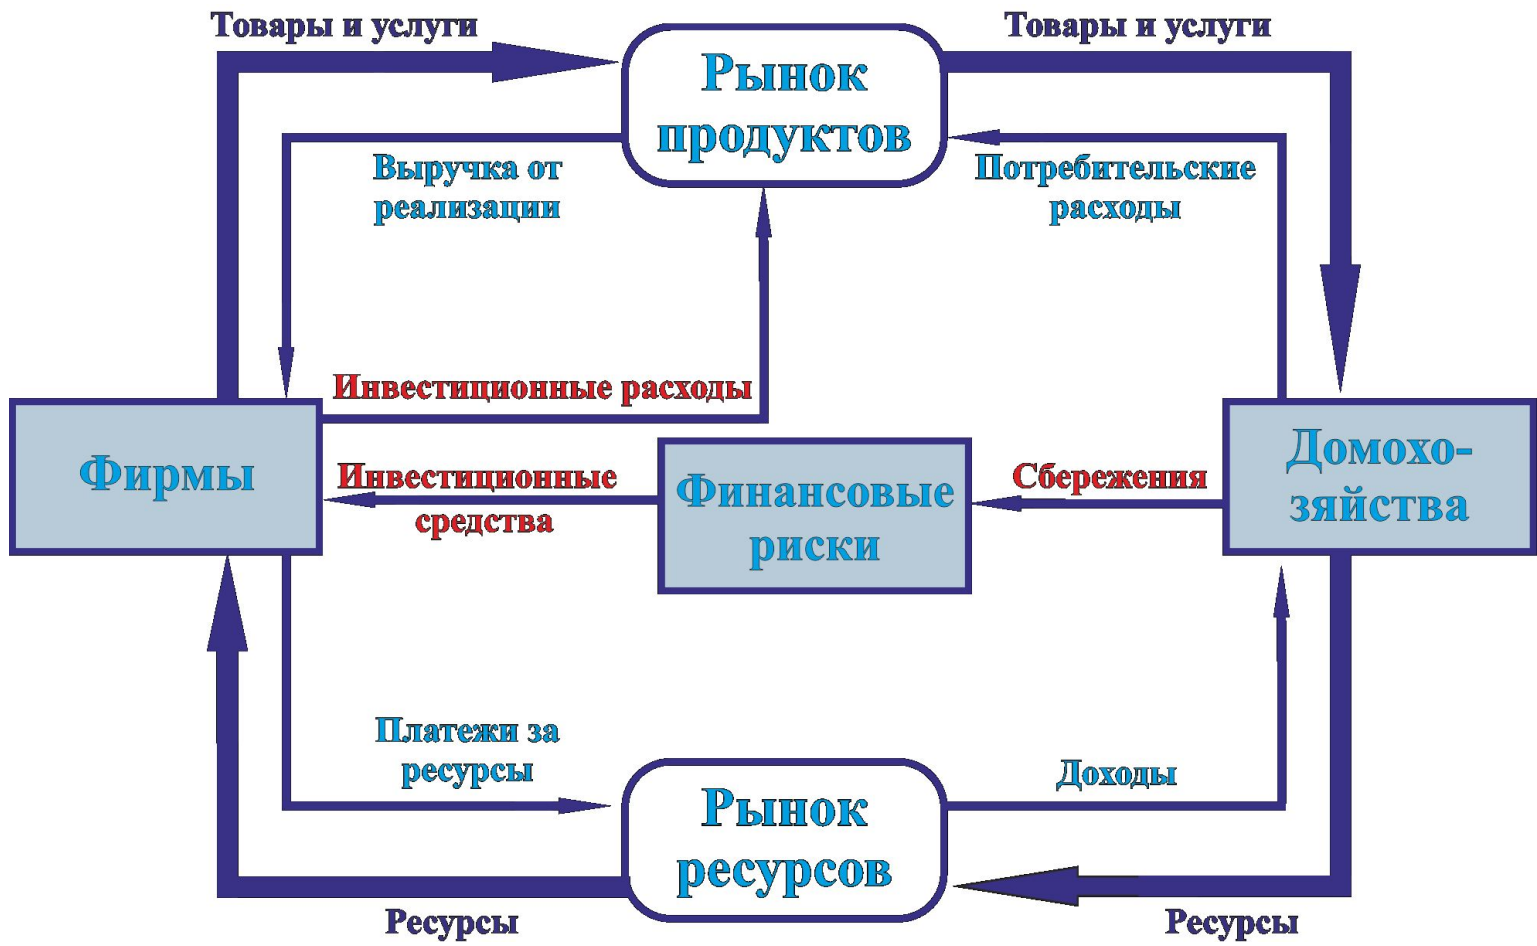 Товары и услуги
Товары и услуги
Рынок
продуктов
Выручка от
реализации
Потребительские
расходы
Инвестиционные расходы
Фирмы
Инвестиционные
средства
Финансовые
риски
Сбережения
Домохо-
зяйства
Платежи за
ресурсы
Доходы
Рынок
ресурсов
Ресурсы
Ресурсы